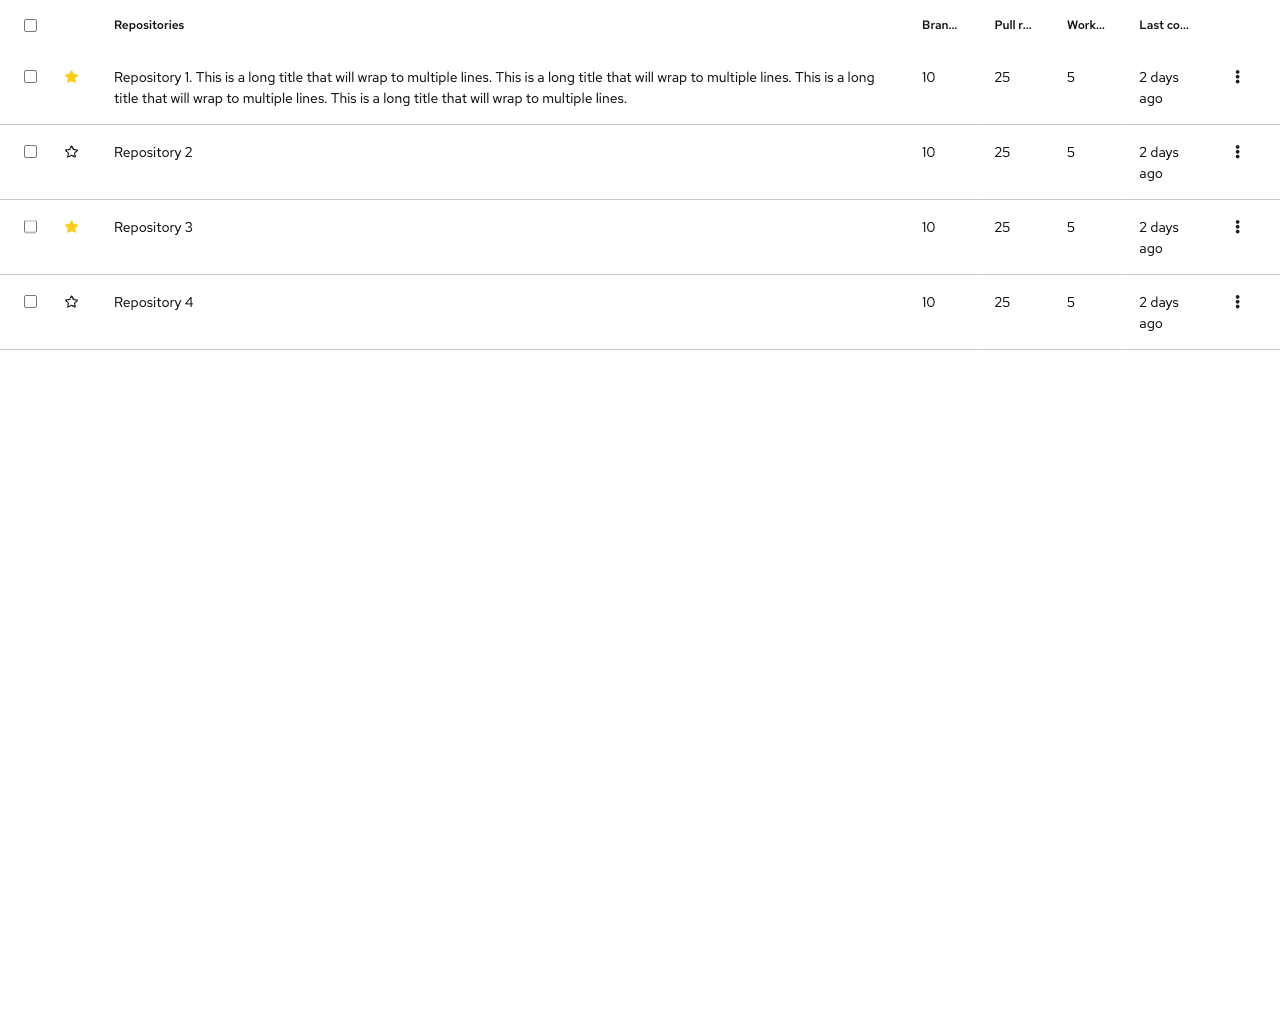 Repositories Bran... Pull r... Work... Last co...
Repository 1. This is a long title that will wrap to multiple lines. This is a long title that will wrap to multiple lines. This is a long 10 25 5 2 days
title that will wrap to multiple lines. This is a long title that will wrap to multiple lines. ago
Repository 2 10 25 5 2 days
ago
Repository 3 10 25 5 2 days
ago
Repository 4 10 25 5 2 days
ago